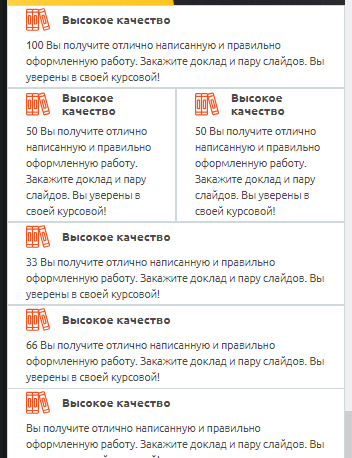 Высокое качество
100 Вы получите отлично написанную и правильно
оформленную работу. Закажите доклад и пару слайдов. Вы
уверены в своей курсовой!
Высокое
качество
50 Вы получите отлично
написанную и правильно
оформленную работу.
Закажите доклад и пару
слайдов. Вы уверены в
своей курсовой!
Высокое
качество
50 Вы получите отлично
написанную и правильно
оформленную работу.
Закажите доклад и пару
слайдов. Вы уверены в
своей курсовой!
Высокое качество
33 Вы получите отлично написанную и правильно
оформленную работу. Закажите доклад и пару слайдов. Вы
уверены в своей курсовой!
Высокое качество
66 Вы получите отлично написанную и правильно
оформленную работу. Закажите доклад и пару слайдов. Вы
уверены в своей курсовой!
Высокое качество
Вы получите отлично написанную и правильно
оформленную работу. Закажите доклад и пару слайдов. Вы